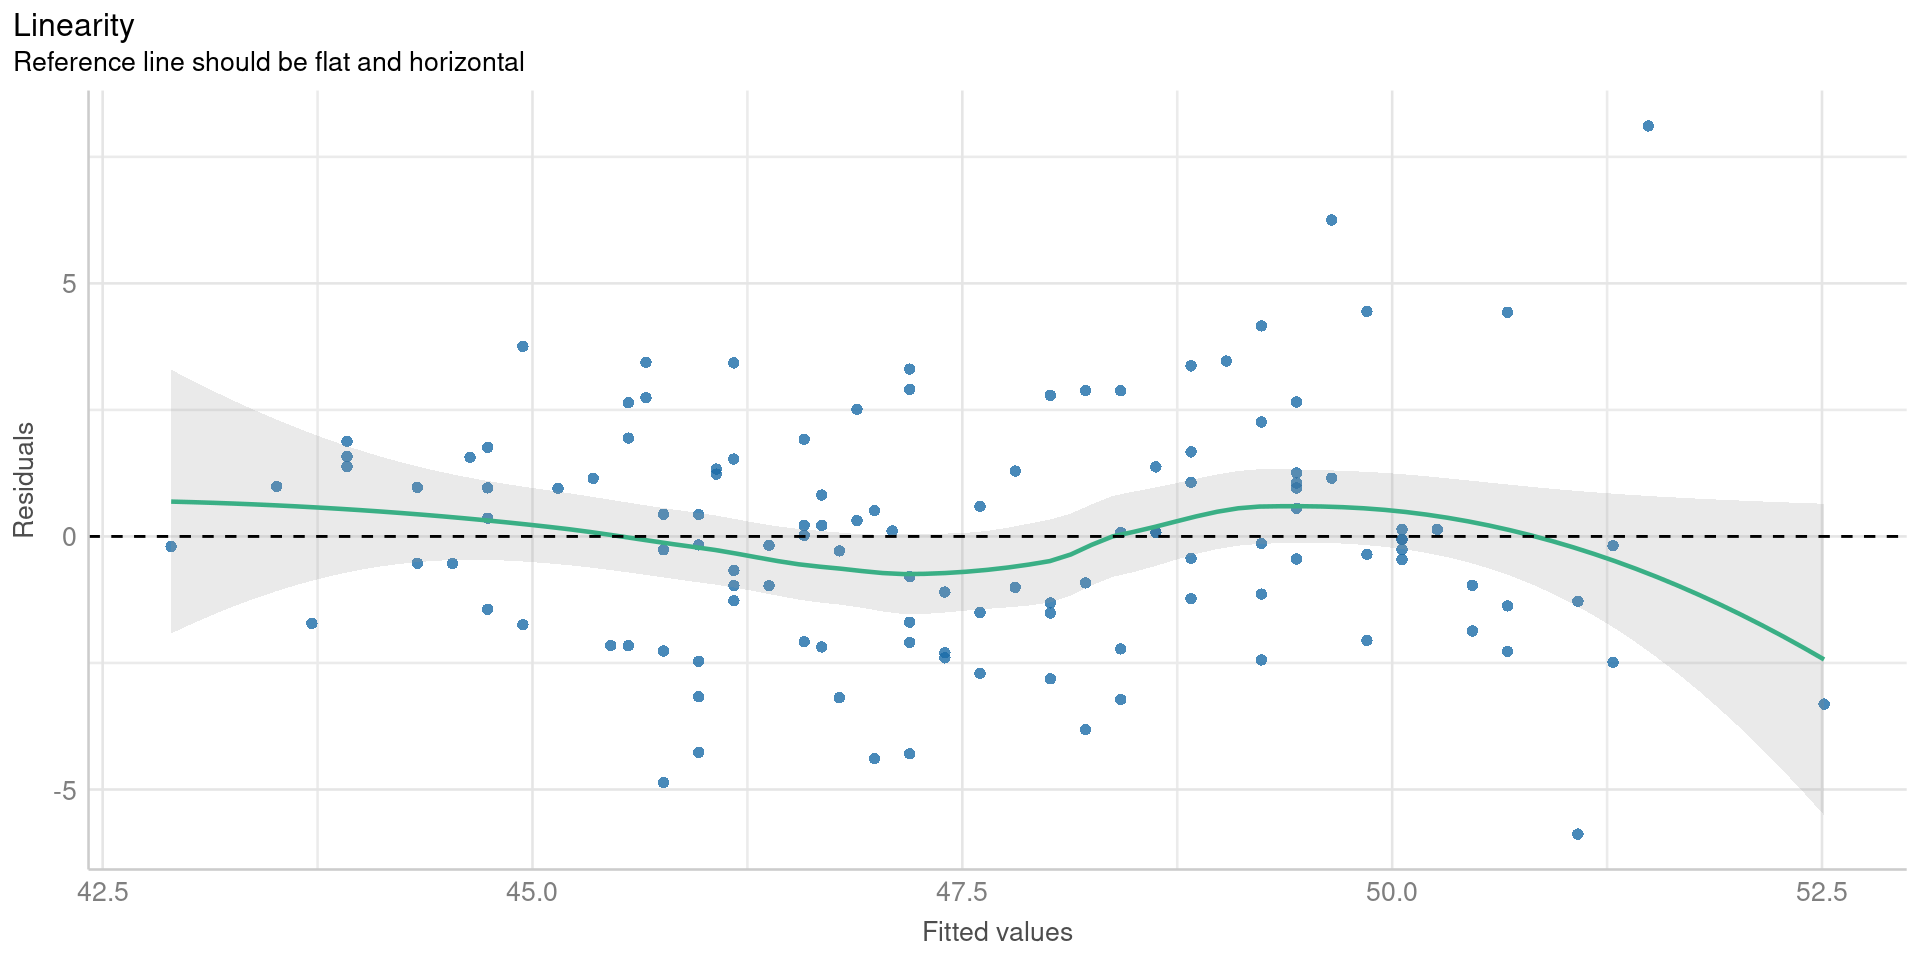 Linearity
Reference line should be flat and horizontal
Residuals
5
0
-5
42.5
45.0
47.5
50.0
52.5
Fitted values